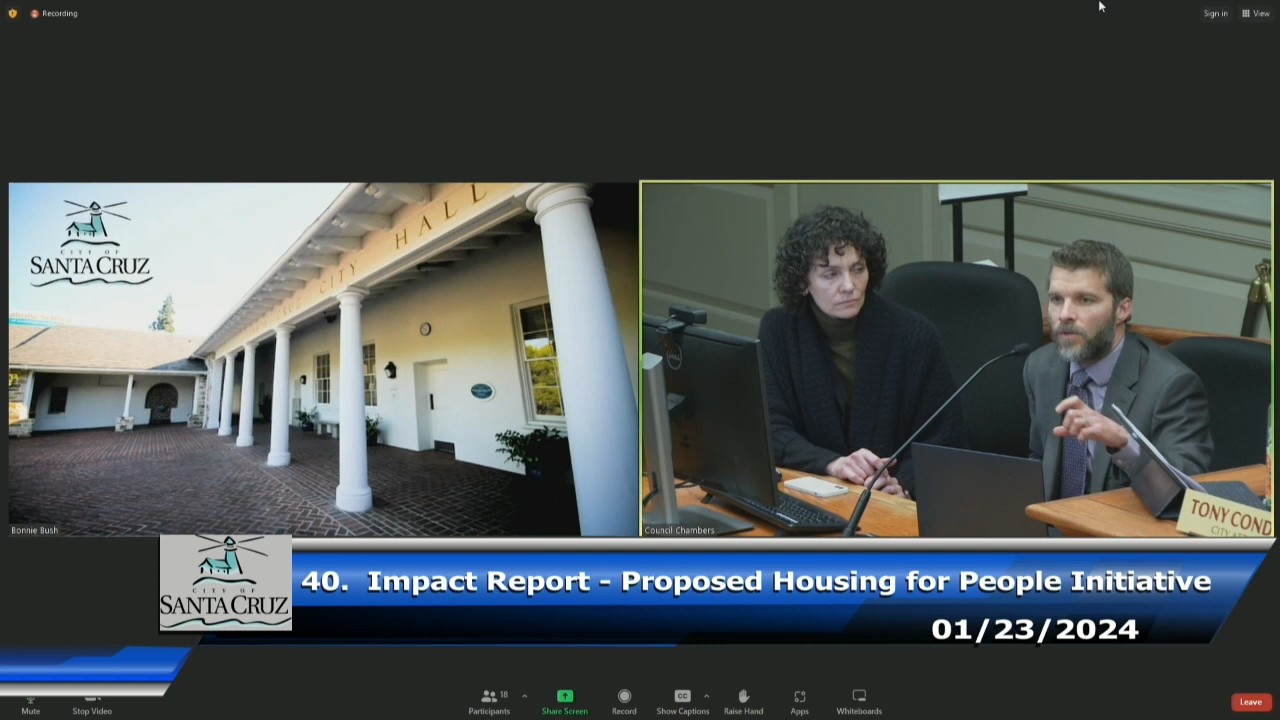 Recording
Sign in
View
CITY OF
SANTA CRUZ
CITY HALL
Bonnie Bush
Council Chambers
TONY COND
CITY OF
SANTA CRUZ
40. Impact Report - Proposed Housing for People Initiative
01/23/2024
Mute
Stop Video
Participants
18
Share Screen
Record
CC
Show Captions
Raise Hand
Apps
Whiteboards
Leave